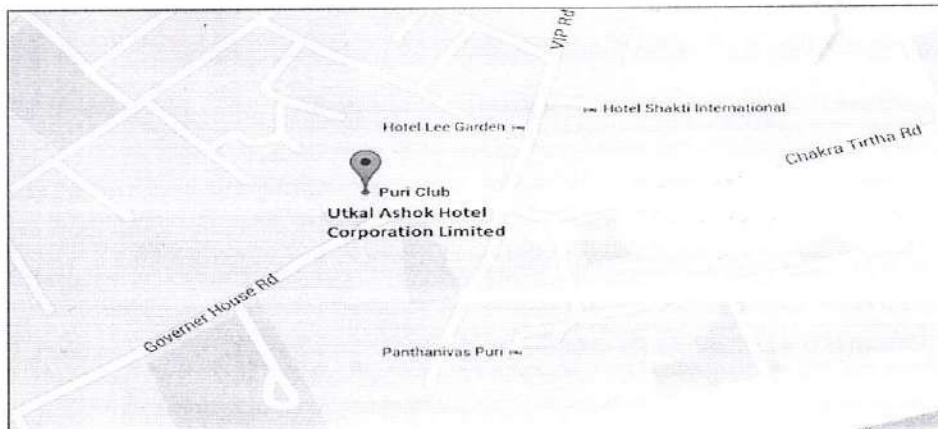 VIP Rd
Hotel Shakti International
Hotel Lee Garden
Chakra Tirtha Rd
Puri Club
Utkal Ashok Hotel
Corporation Limited
Governer House Rd
Panthanivas Puri